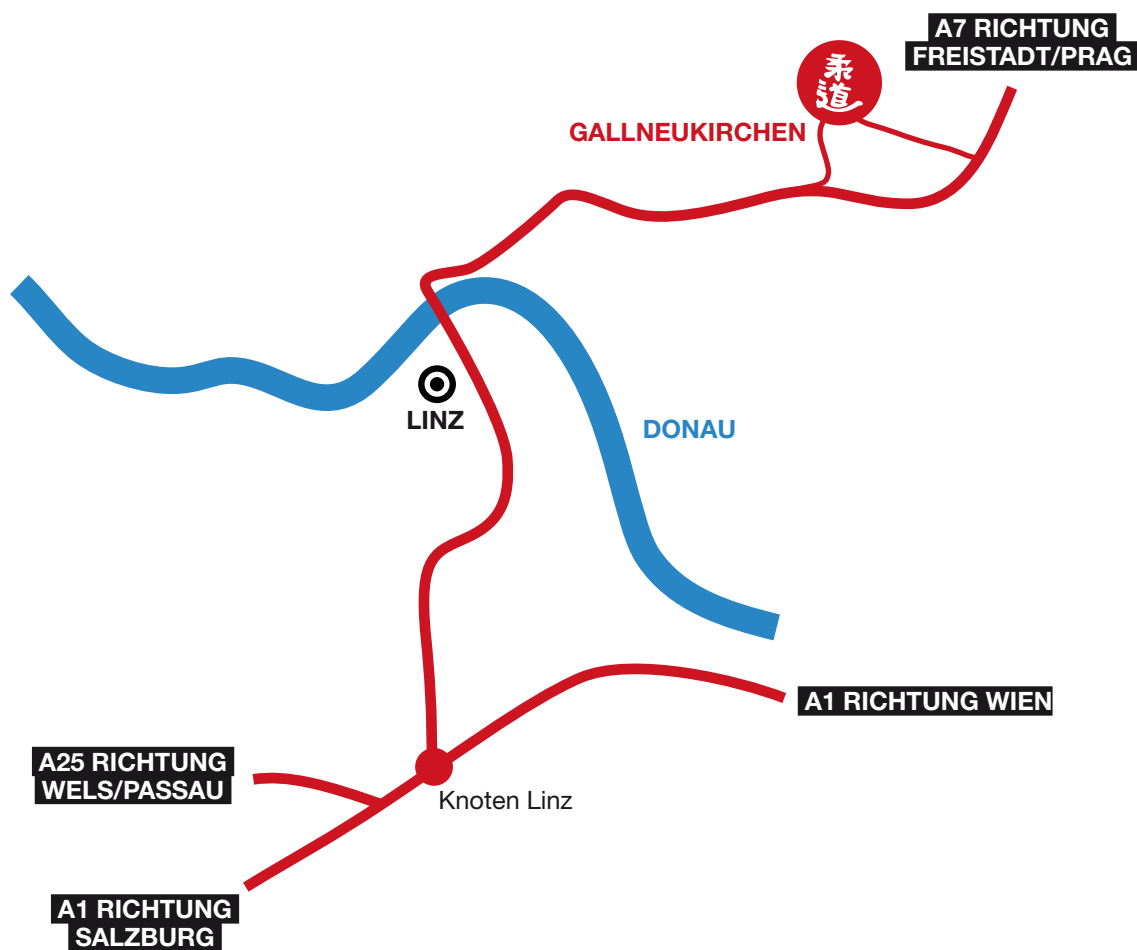 A7 RICHTUNG
FREISTADT/PRAG
柔
道
GALLNEUKIRCHEN
LINZ
DONAU
A1 RICHTUNG WIEN
A25 RICHTUNG
WELS/PASSAU
Knoten Linz
A1 RICHTUNG
SALZBURG